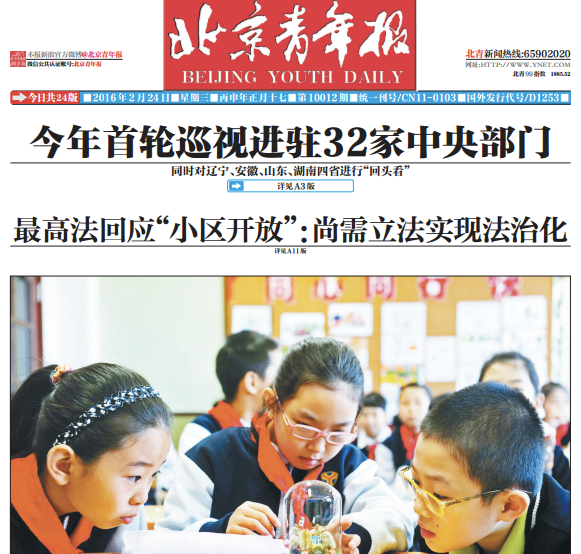 北京青年报
BEIJING YOUTH DAILY
本报新浪官方微博@北京青年报
微信公共认证账号:北京青年报
北青新闻热线:65902020
网址:HTTP://WWW.YNET.COM
北青99指数 1885.52
今日共24版 ■2016年2月24日■星期三■丙申年正月十七■第10012期■统一刊号/CN11-0103■国外发行代号/D1253■
今年首轮巡视进驻32家中央部门
同时对辽宁、安徽、山东、湖南四省进行“回头看”
详见A3版
最高法回应“小区开放”:尚需立法实现法治化
详见A11版